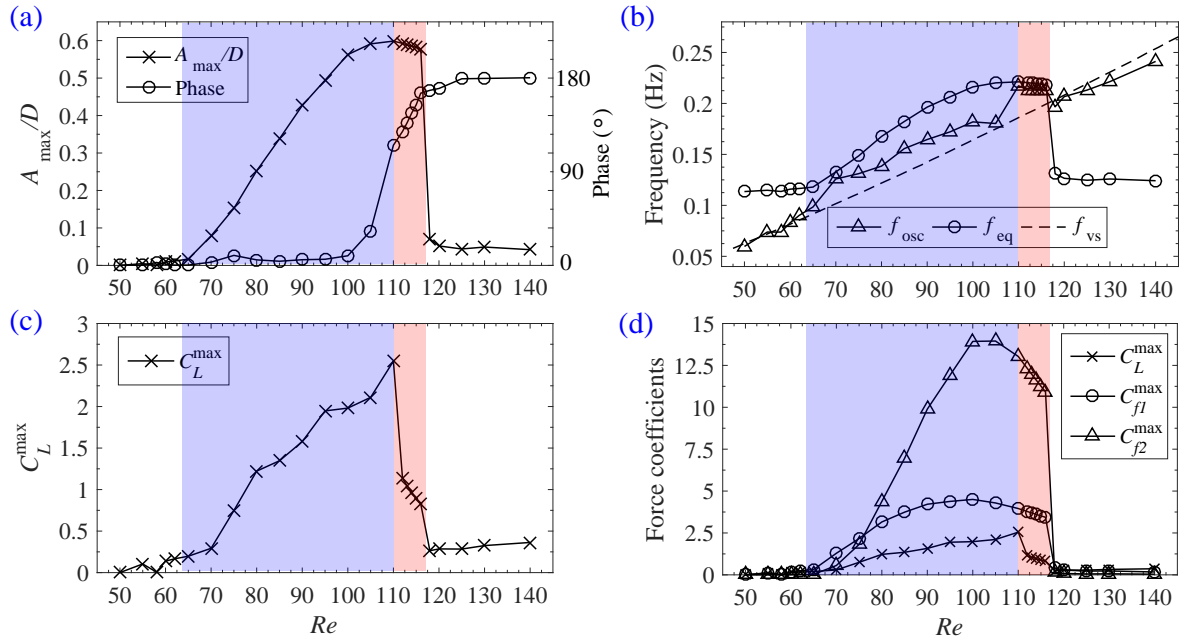 (a)
0.6
0.5
0.4
0.3
0.2
0.1
0
A_max/D
A_max/D
Phase
180
90
0
Phase (°)
50 60 70 80 90 100 110 120 130 140
(b)
0.25
0.20
0.15
0.10
0.05
Frequency (Hz)
f_osc f_eq f_vs
50 60 70 80 90 100 110 120 130 140
(c)
3
2.5
2
1.5
1
0.5
0
C_L^max
C_L^max
50 60 70 80 90 100 110 120 130 140
Re
(d)
15
12.5
10
7.5
5
2.5
0
Force coefficients
C_L^max
C_f1^max
C_f2^max
50 60 70 80 90 100 110 120 130 140
Re